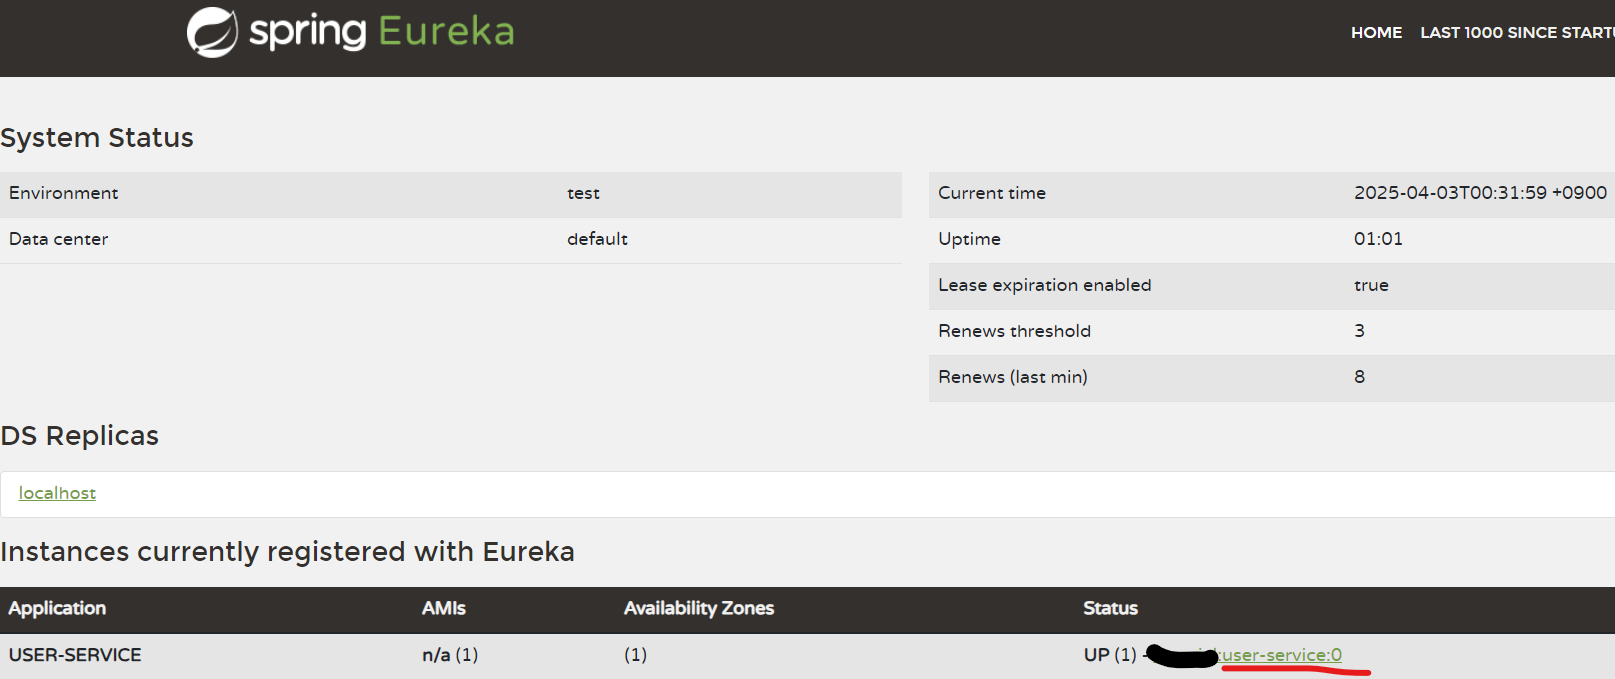 spring Eureka
HOME LAST 1000 SINCE STARTU
System Status
Environment test
Data center default
Current time 2025-04-03T00:31:59 +0900
Uptime 01:01
Lease expiration enabled true
Renews threshold 3
Renews (last min) 8
DS Replicas
localhost
Instances currently registered with Eureka
Application AMIs Availability Zones Status
USER-SERVICE n/a (1) (1) UP (1) - :user-service:0